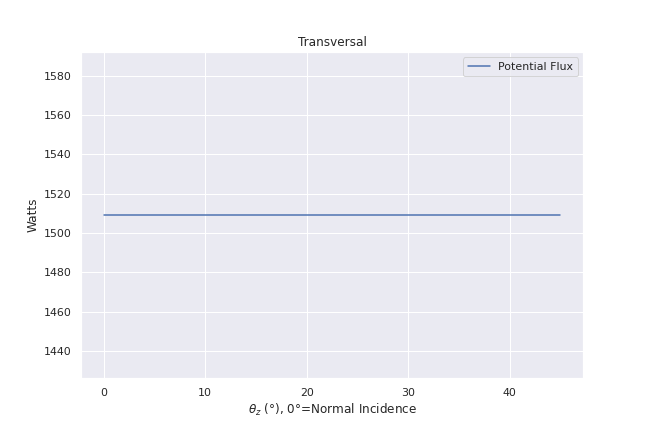 Transversal
Potential Flux
1580
1560
1540
1520
1500
1480
1460
1440
Watts
0 10 20 30 40
θz (°), 0°=Normal Incidence